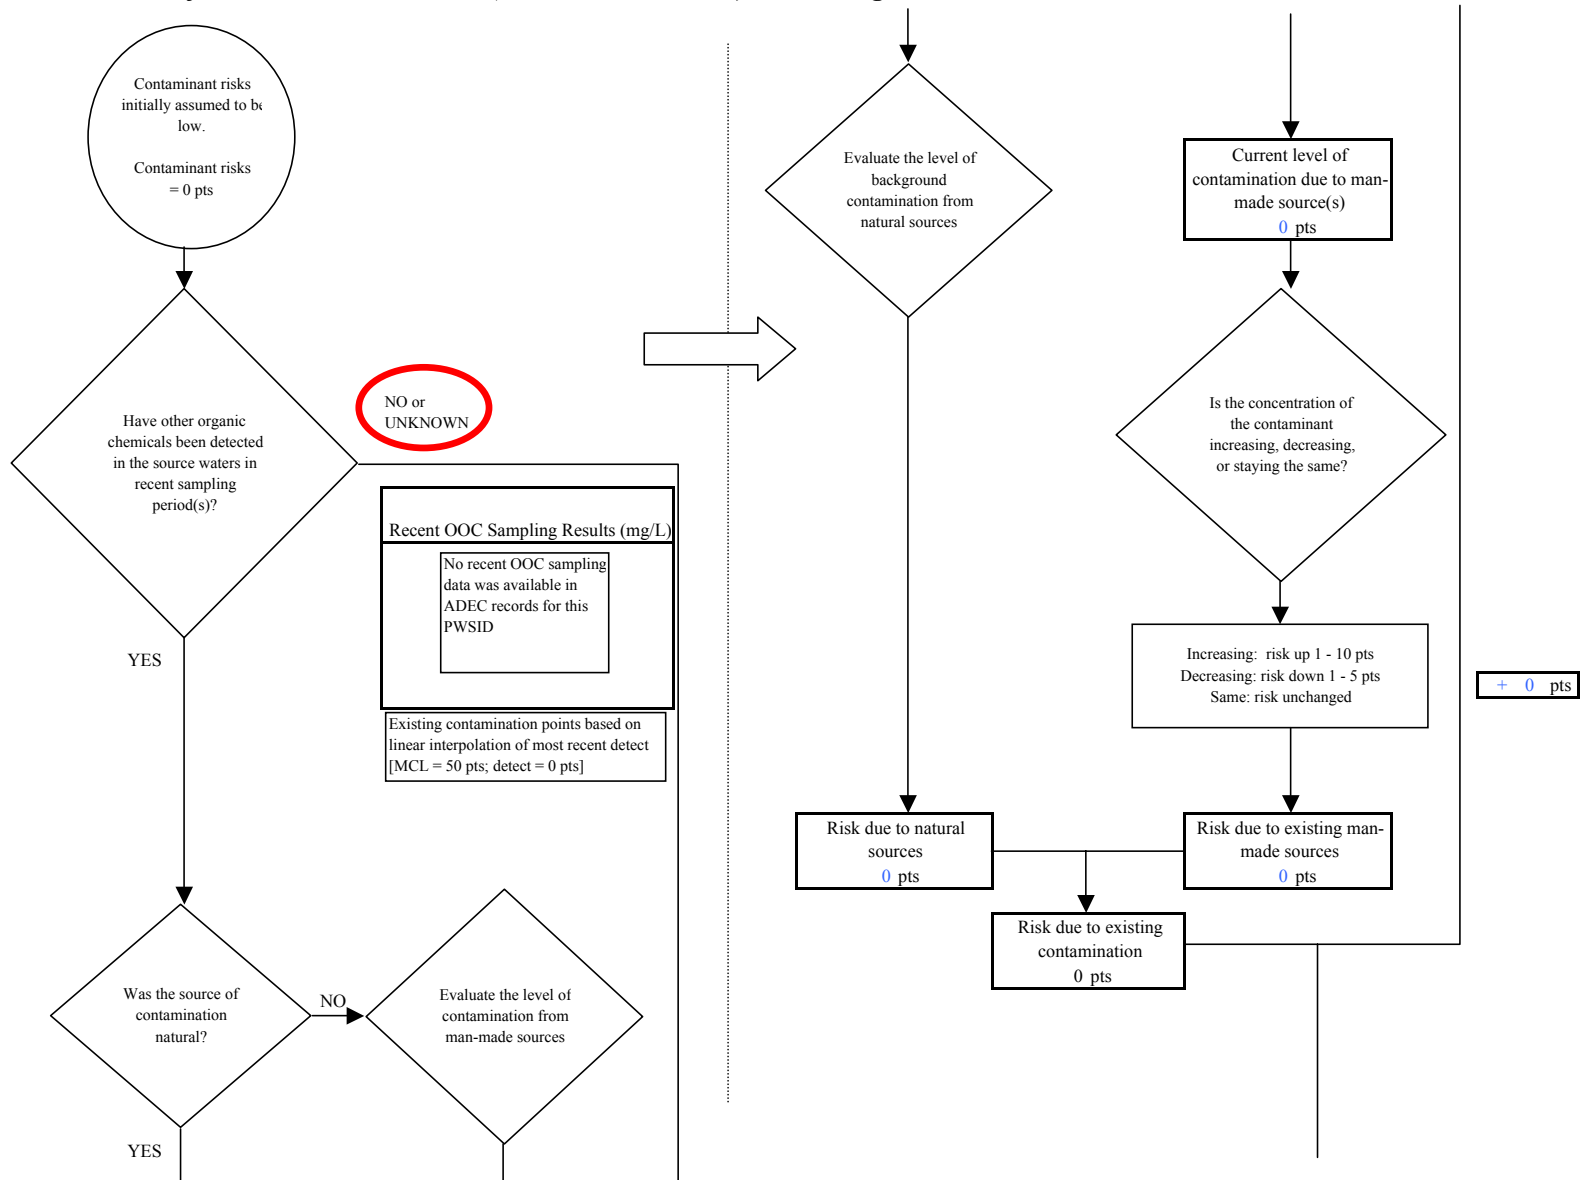 Contaminant risks
initially assumed to be
low.
Contaminant risks
= 0 pts
Have other organic
chemicals been detected
in the source waters in
recent sampling
period(s)?
NO or
UNKNOWN
Recent OOC Sampling Results (mg/L)
No recent OOC sampling
data was available in
ADEC records for this
PWSID
Existing contamination points based on
linear interpolation of most recent detect
[MCL = 50 pts; detect = 0 pts]
YES
Was the source of
contamination
natural?
NO
Evaluate the level of
contamination from
man-made sources
YES
Evaluate the level of
background
contamination from
natural sources
Current level of
contamination due to man-
made source(s)
0 pts
Is the concentration of
the contaminant
increasing, decreasing,
or staying the same?
Increasing: risk up 1 - 10 pts
Decreasing: risk down 1 - 5 pts
Same: risk unchanged
+ 0 pts
Risk due to natural
sources
0 pts
Risk due to existing man-
made sources
0 pts
Risk due to existing
contamination
0 pts